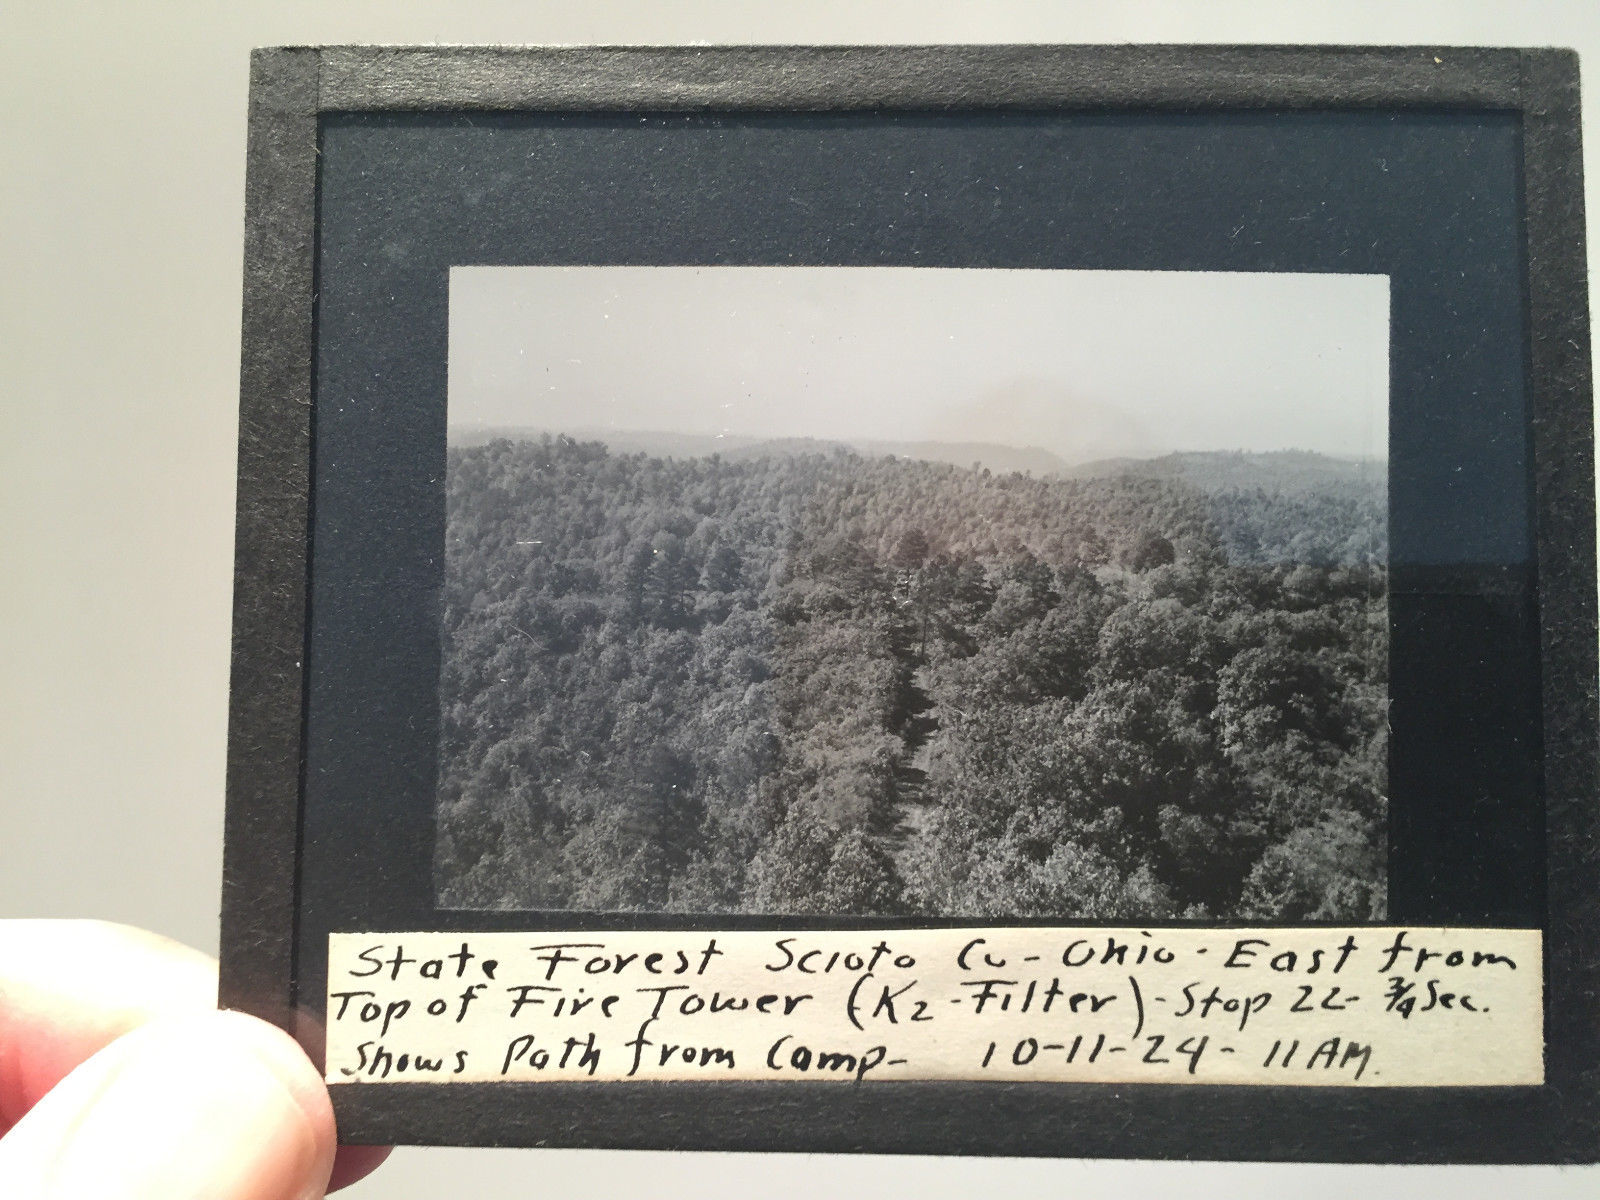 State Forest Scioto Co- Ohio - East from
Top of Fire Tower (K2-Filter)- Stop 22- 3/4 Sec.
Shows Path from Camp- 10-11-24- 11 AM.